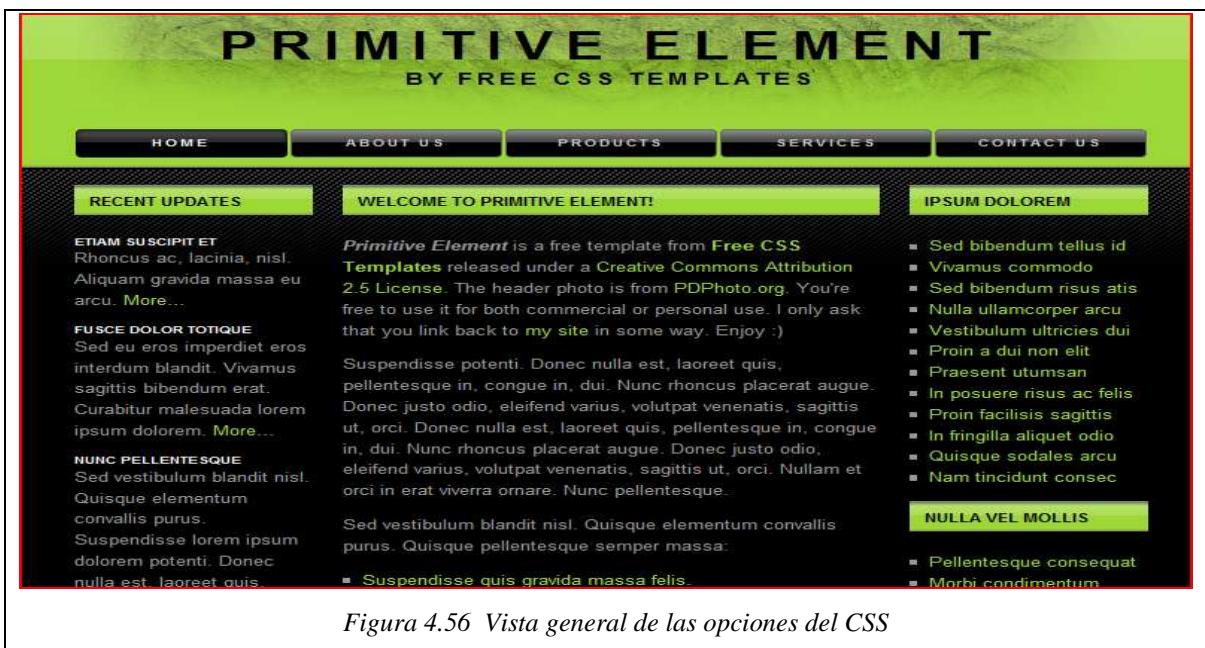 PRIMITIVE ELEMENT
BY FREE CSS TEMPLATES
HOME
ABOUT US
PRODUCTS
SERVICES
CONTACT US
RECENT UPDATES
ETIAM SUSCIPIT ET
Rhoncus ac, lacinia, nisl.
Aliquam gravida massa eu
arcu. More...
FUSCE DOLOR TOTIQUE
Sed eu eros imperdiet eros
interdum blandit. Vivamus
sagittis bibendum erat.
Curabitur malesuada lorem
ipsum dolorem. More...
NUNC PELLENTESQUE
Sed vestibulum blandit nisl.
Quisque elementum
convallis purus.
Suspendisse lorem ipsum
dolorem potenti. Donec
nulla est, laoreet quis,
WELCOME TO PRIMITIVE ELEMENT!
Primitive Element is a free template from Free CSS
Templates released under a Creative Commons Attribution
2.5 License. The header photo is from PDPhoto.org. You're
free to use it for both commercial or personal use. I only ask
that you link back to my site in some way. Enjoy :)
Suspendisse potenti. Donec nulla est, laoreet quis,
pellentesque in, congue in, dui. Nunc rhoncus placerat augue.
Donec justo odio, eleifend varius, volutpat venenatis, sagittis
ut, orci. Donec nulla est, laoreet quis, pellentesque in, congue
in, dui. Nunc rhoncus placerat augue. Donec justo odio,
eleifend varius, volutpat venenatis, sagittis ut, orci. Nullam et
orci in erat viverra ornare. Nunc pellentesque.
Sed vestibulum blandit nisl. Quisque elementum convallis
purus. Quisque pellentesque semper massa:
Suspendisse quis gravida massa felis.
IPSUM DOLOREM
Sed bibendum tellus id
Vivamus commodo
Sed bibendum risus atis
Nulla ullamcorper arcu
Vestibulum ultricies dui
Proin a dui non elit
Praesent utumsan
In posuere risus ac felis
Proin facilisis sagittis
In fringilla aliquet odio
Quisque sodales arcu
Nam tincidunt consec
NULLA VEL MOLLIS
Pellentesque consequat
Morbi condimentum
Figura 4.56 Vista general de las opciones del CSS